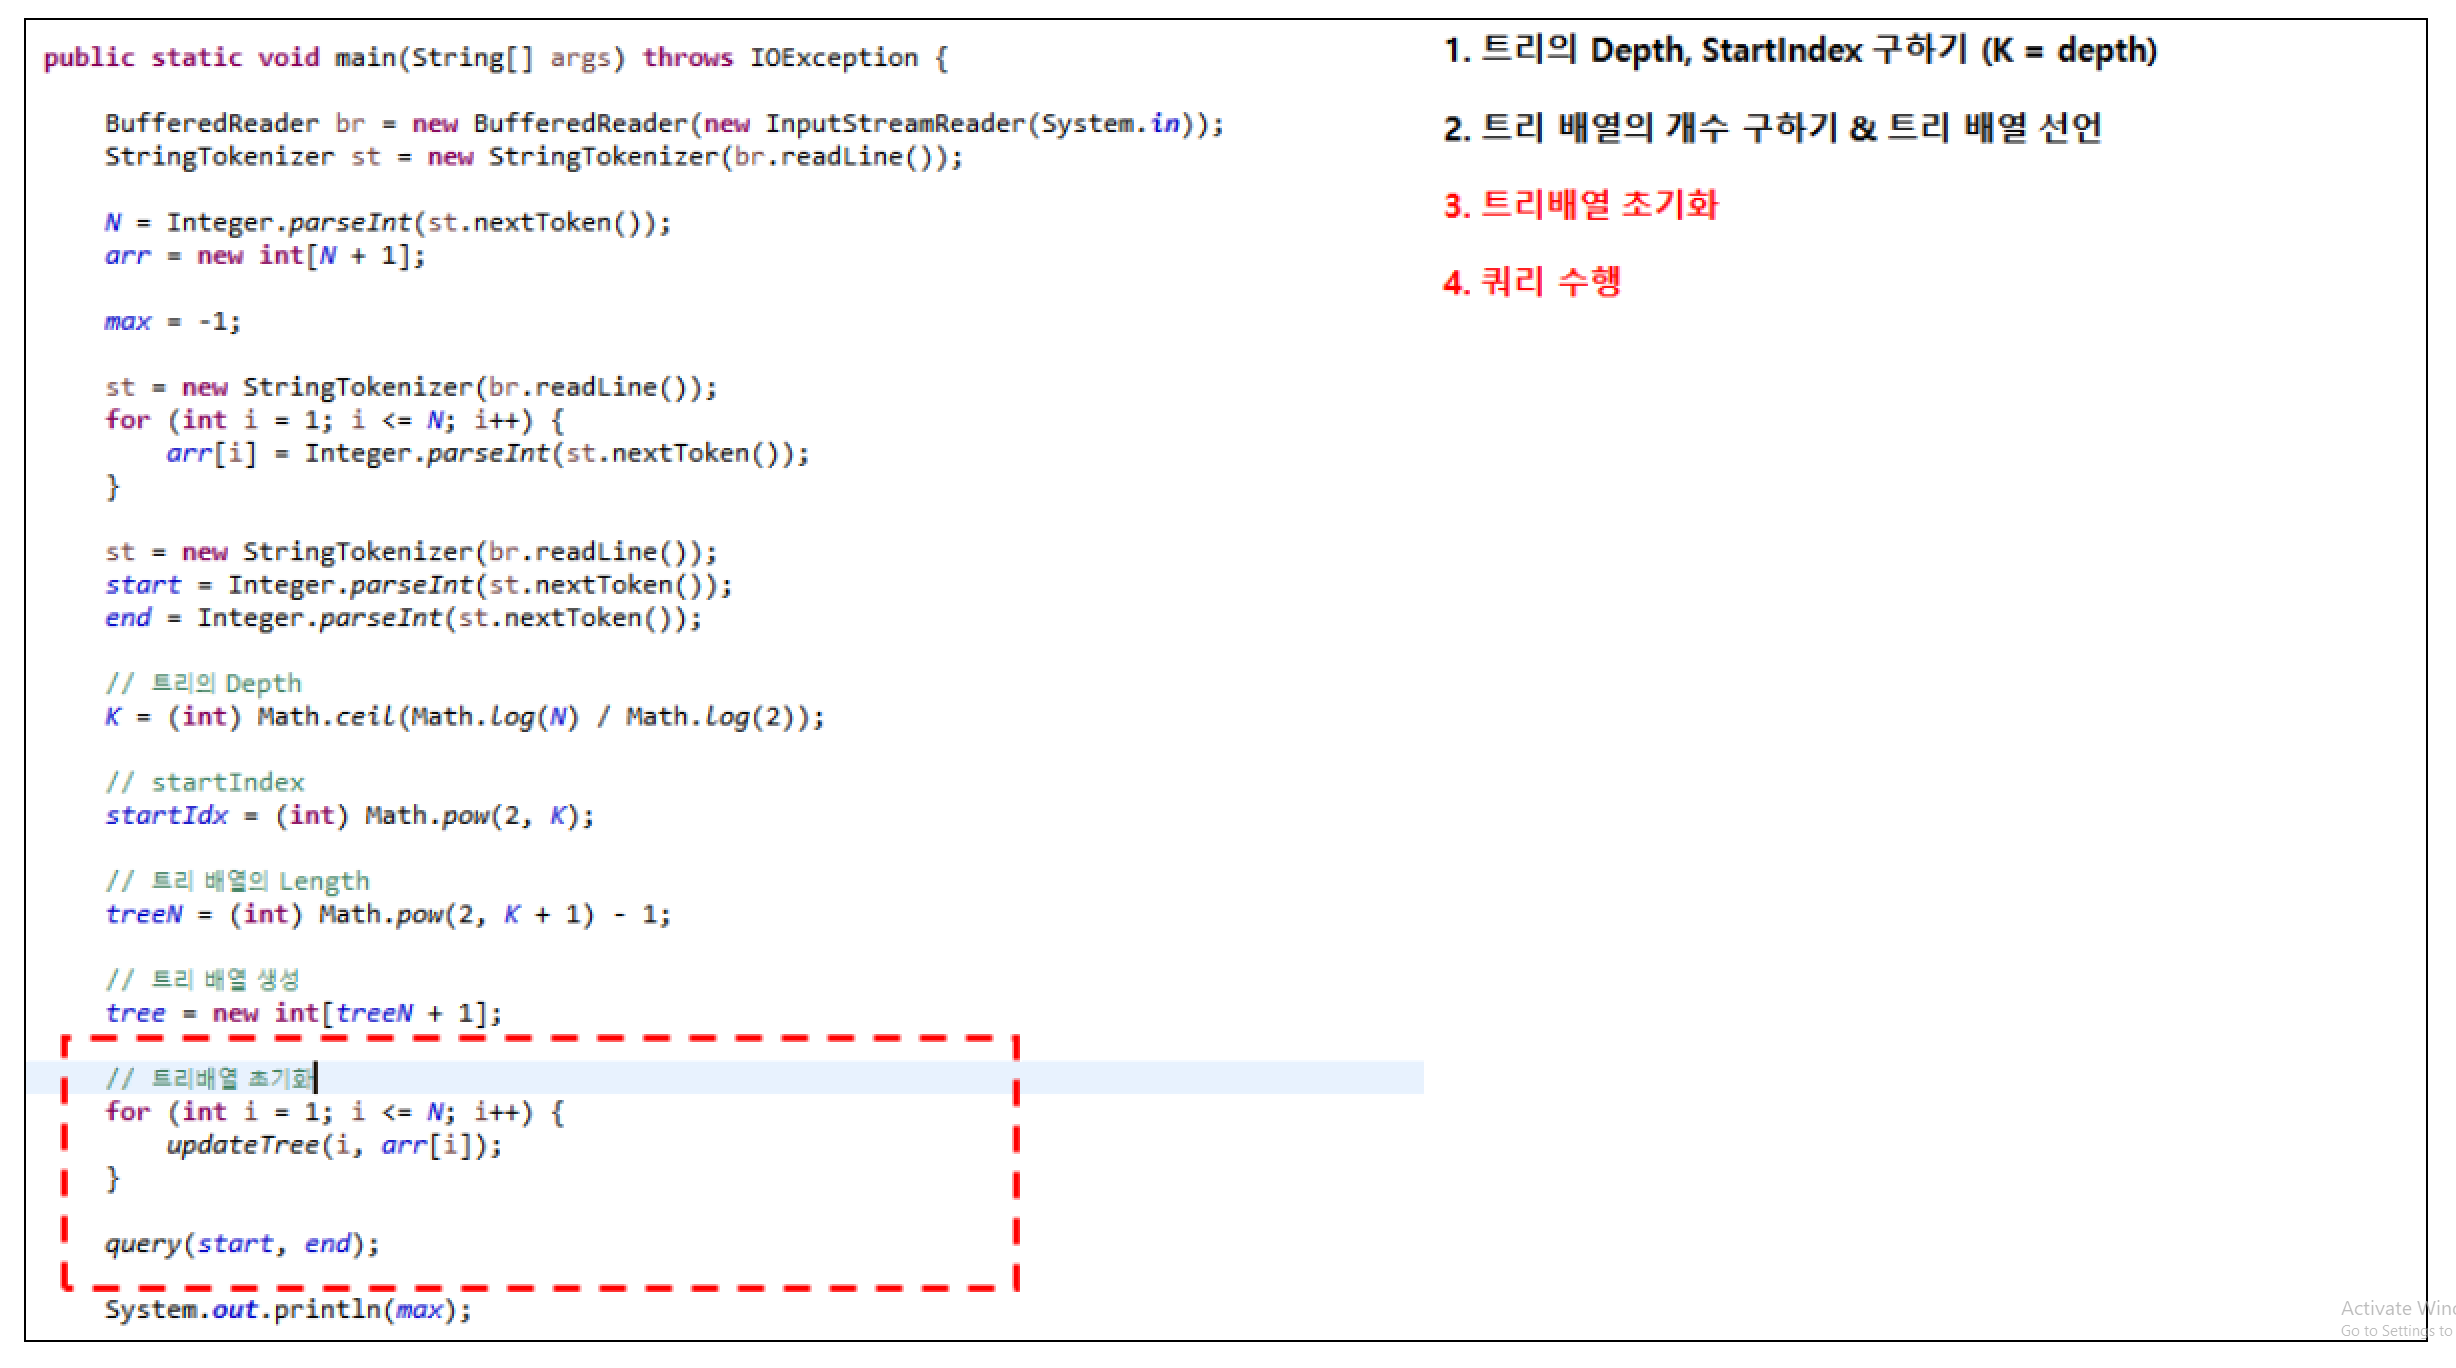 public static void main(String[] args) throws IOException {
BufferedReader br = new BufferedReader(new InputStreamReader(System.in));
StringTokenizer st = new StringTokenizer(br.readLine());
N = Integer.parseInt(st.nextToken());
arr = new int[N + 1];
max = -1;
st = new StringTokenizer(br.readLine());
for (int i = 1; i <= N; i++) {
arr[i] = Integer.parseInt(st.nextToken());
}
st = new StringTokenizer(br.readLine());
start = Integer.parseInt(st.nextToken());
end = Integer.parseInt(st.nextToken());
// 트리의 Depth
K = (int) Math.ceil(Math.log(N) / Math.log(2));
// startIndex
startIdx = (int) Math.pow(2, K);
// 트리 배열의 Length
treeN = (int) Math.pow(2, K + 1) - 1;
// 트리 배열 생성
tree = new int[treeN + 1];
// 트리배열 초기화
for (int i = 1; i <= N; i++) {
updateTree(i, arr[i]);
}
query(start, end);
System.out.println(max);
1. 트리의 Depth, StartIndex 구하기 (K = depth)
2. 트리 배열의 개수 구하기 & 트리 배열 선언
3. 트리배열 초기화
4. 쿼리 수행
Activate Wind
Go to Settings to